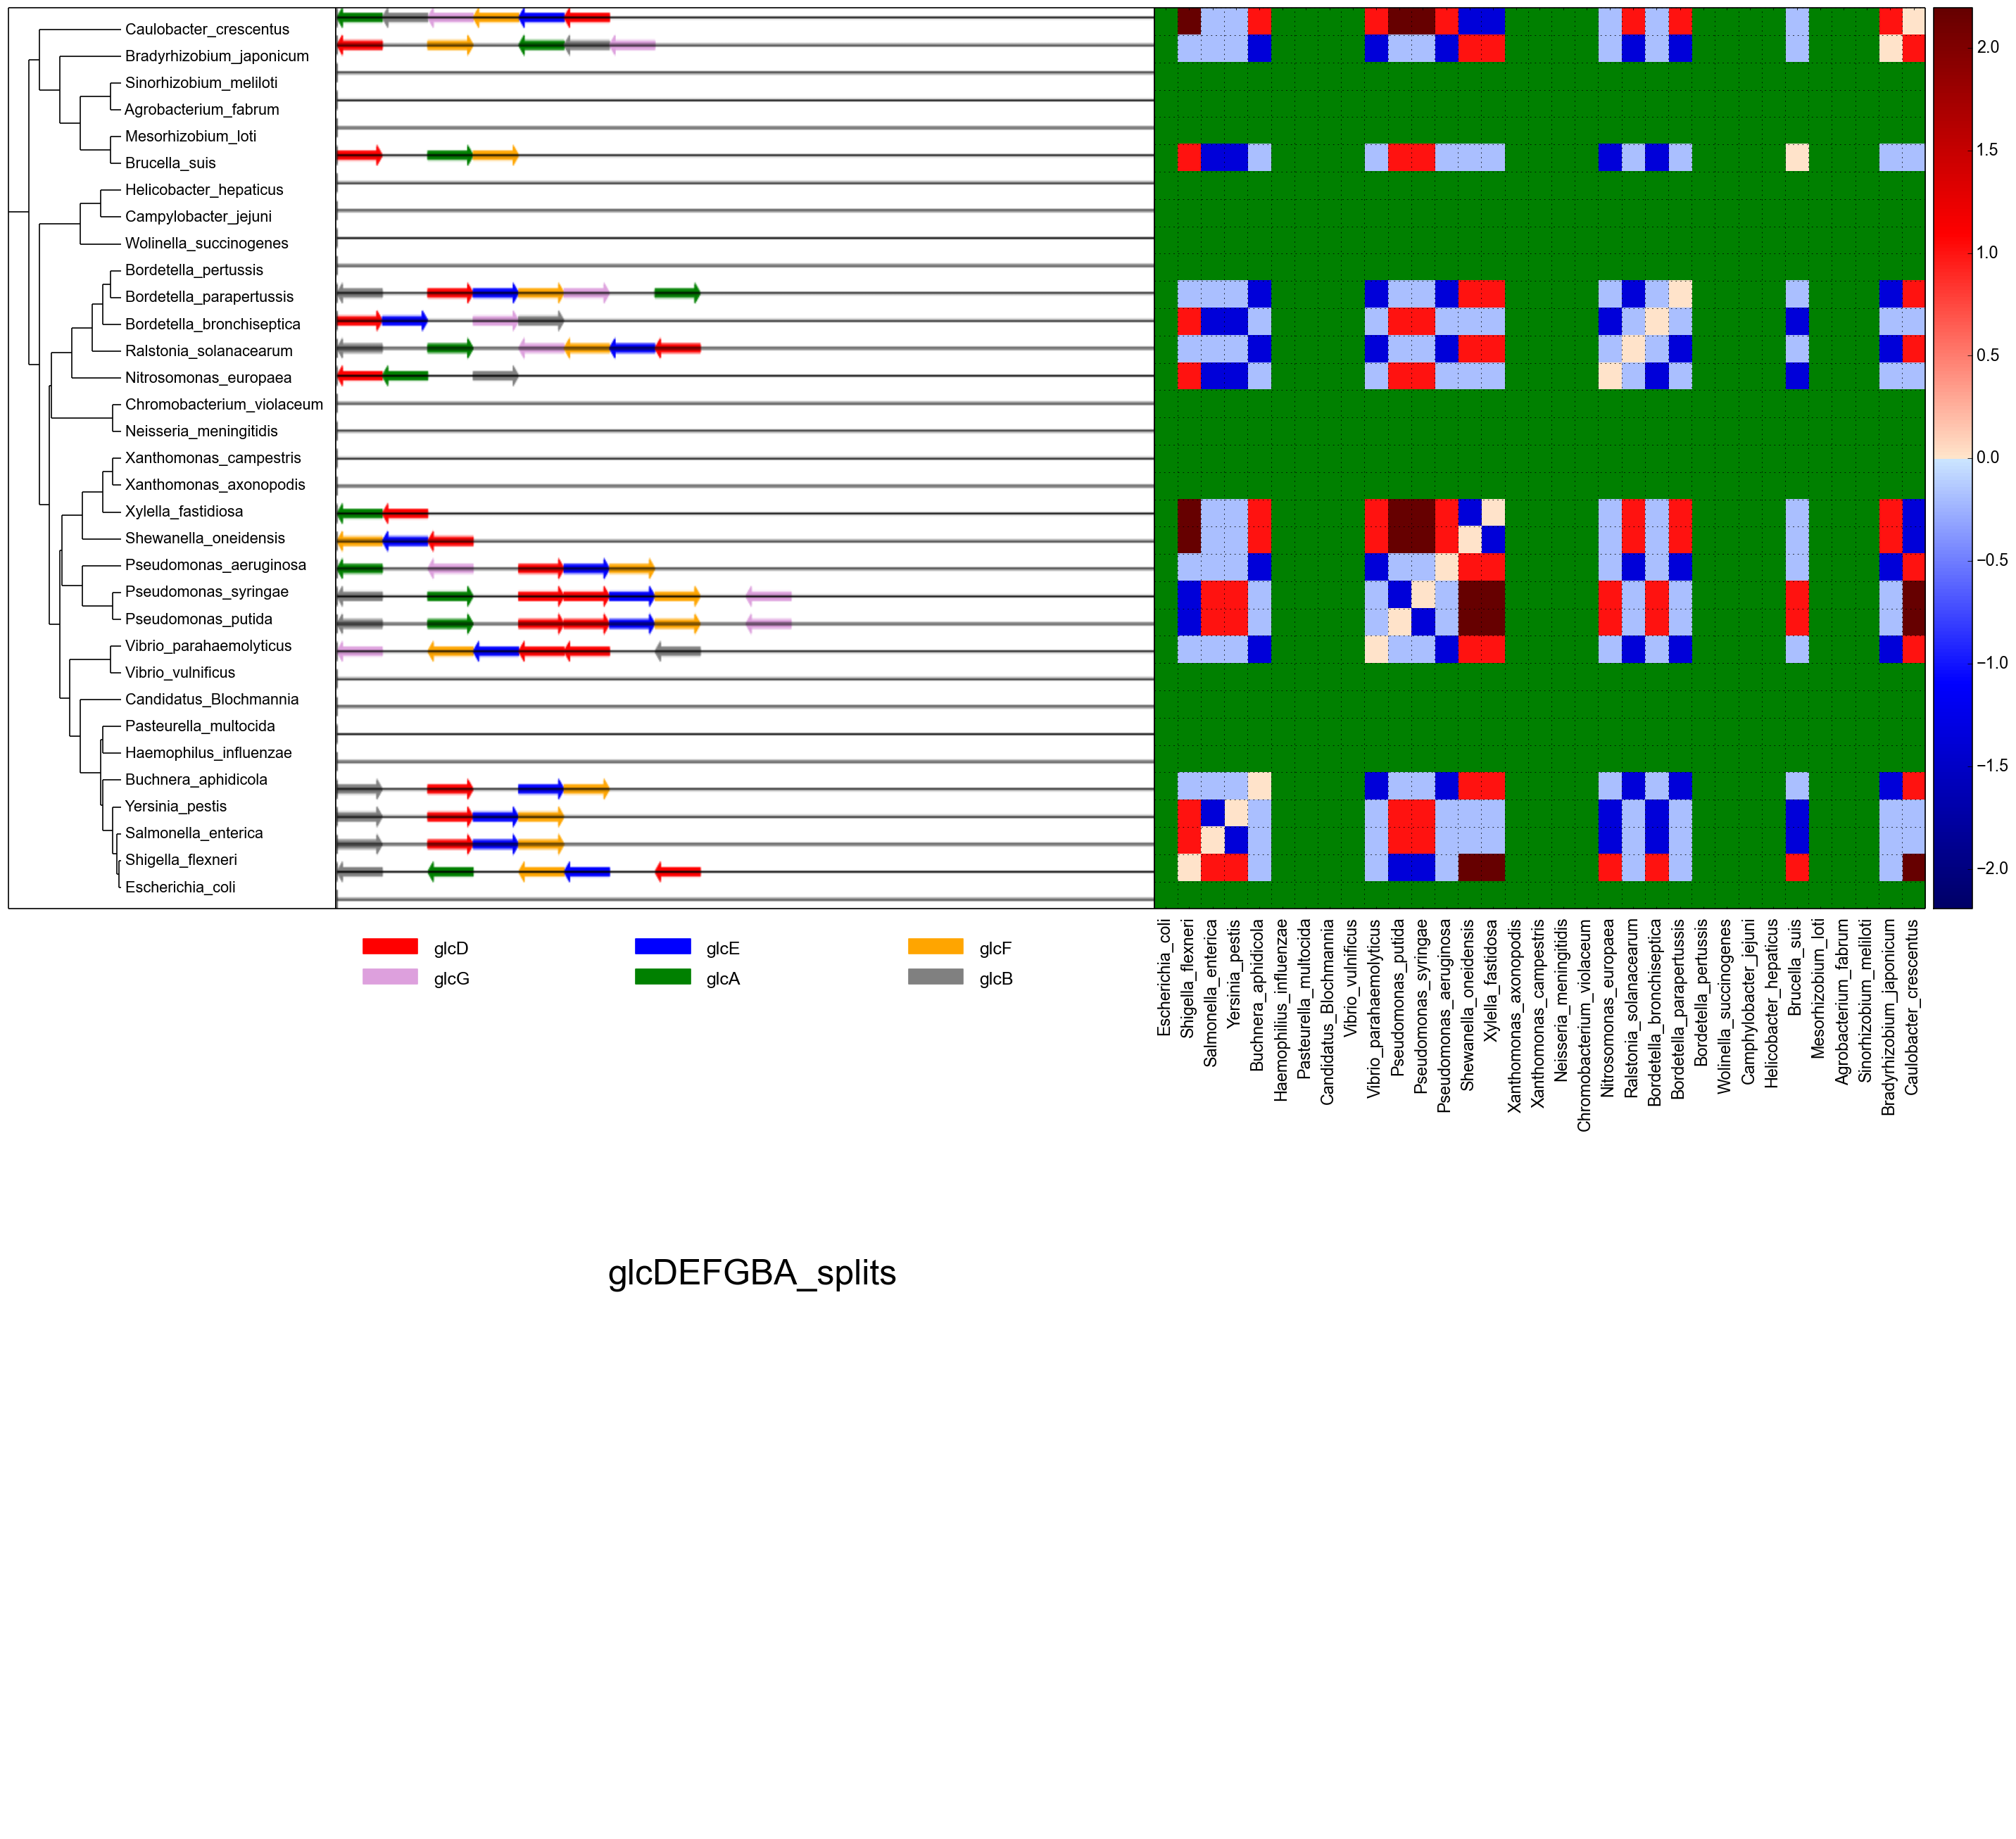 Caulobacter_crescentus
Bradyrhizobium_japonicum
Sinorhizobium_meliloti
Agrobacterium_fabrum
Mesorhizobium_loti
Brucella_suis
Helicobacter_hepaticus
Campylobacter_jejuni
Wolinella_succinogenes
Bordetella_pertussis
Bordetella_parapertussis
Bordetella_bronchiseptica
Ralstonia_solanacearum
Nitrosomonas_europaea
Chromobacterium_violaceum
Neisseria_meningitidis
Xanthomonas_campestris
Xanthomonas_axonopodis
Xylella_fastidiosa
Shewanella_oneidensis
Pseudomonas_aeruginosa
Pseudomonas_syringae
Pseudomonas_putida
Vibrio_parahaemolyticus
Vibrio_vulnificus
Candidatus_Blochmannia
Pasteurella_multocida
Haemophilus_influenzae
Buchnera_aphidicola
Yersinia_pestis
Salmonella_enterica
Shigella_flexneri
Escherichia_coli
2.0
1.5
1.0
0.5
0.0
−0.5
−1.0
−1.5
−2.0
glcD
glcE
glcF
glcG
glcA
glcB
Escherichia_coli
Shigella_flexneri
Salmonella_enterica
Yersinia_pestis
Buchnera_aphidicola
Haemophilius_influenzae
Pasteurella_multocida
Candidatus_Blochmannia
Vibrio_vulnificus
Vibrio_parahaemolyticus
Pseudomonas_putida
Pseudomonas_syringae
Pseudomonas_aeruginosa
Shewanella_oneidensis
Xylella_fastidosa
Xanthomonas_axonopodis
Xanthomonas_campestris
Neisseria_meningitidis
Chromobacterium_violaceum
Nitrosomonas_europaea
Ralstonia_solanacearum
Bordetella_bronchiseptica
Bordetella_parapertussis
Bordetella_pertussis
Wolinella_succinogenes
Camphylobacter_jejuni
Helicobacter_hepaticus
Brucella_suis
Mesorhizobium_loti
Agrobacterium_fabrum
Sinorhizobium_meliloti
Bradyrhizobium_japonicum
Caulobacter_crescentus
glcDEFGBA_splits